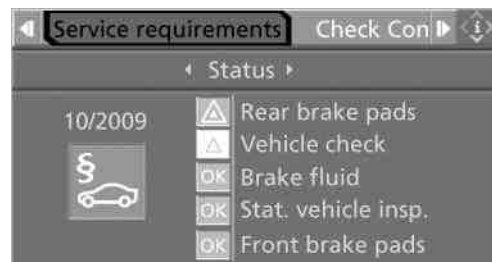 Service requirements Check Con
Status
10/2009
Rear brake pads
Vehicle check
§
OK Brake fluid
OK Stat. vehicle insp.
OK Front brake pads